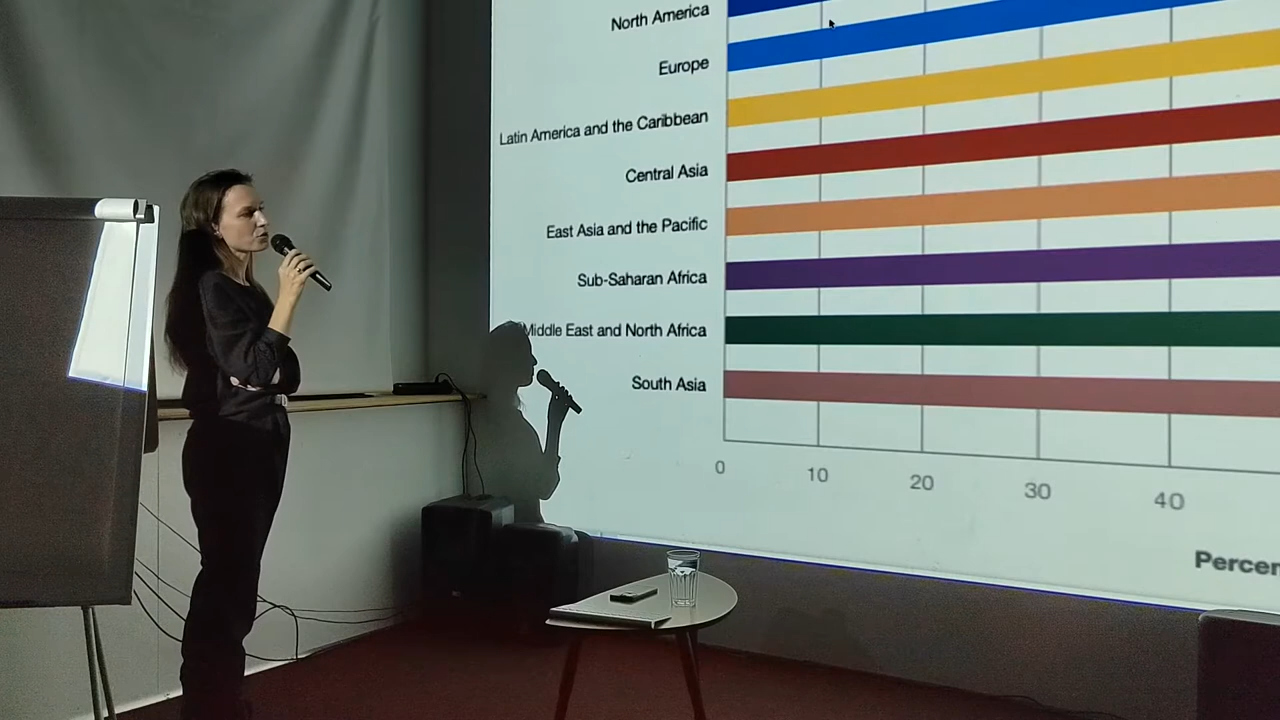 North America
Europe
Latin America and the Caribbean
Central Asia
East Asia and the Pacific
Sub-Saharan Africa
Middle East and North Africa
South Asia
0 10 20 30 40